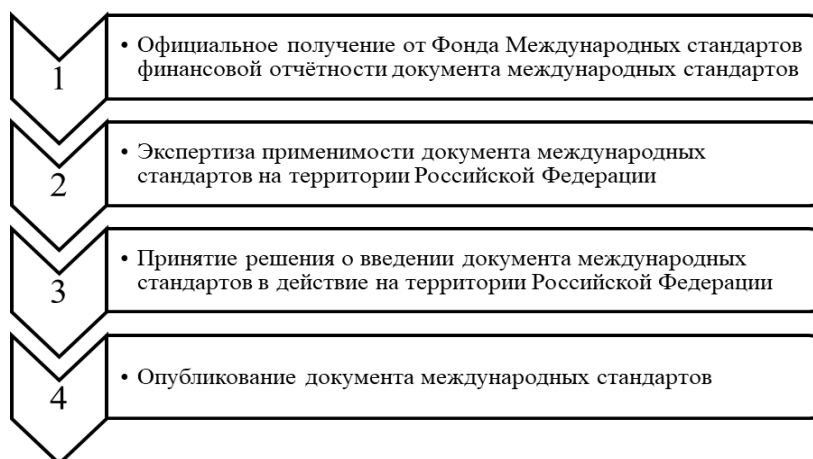 1
• Официальное получение от Фонда Международных стандартов
финансовой отчётности документа международных стандартов
2
• Экспертиза применимости документа международных
стандартов на территории Российской Федерации
3
• Принятие решения о введении документа международных
стандартов в действие на территории Российской Федерации
4
• Опубликование документа международных стандартов